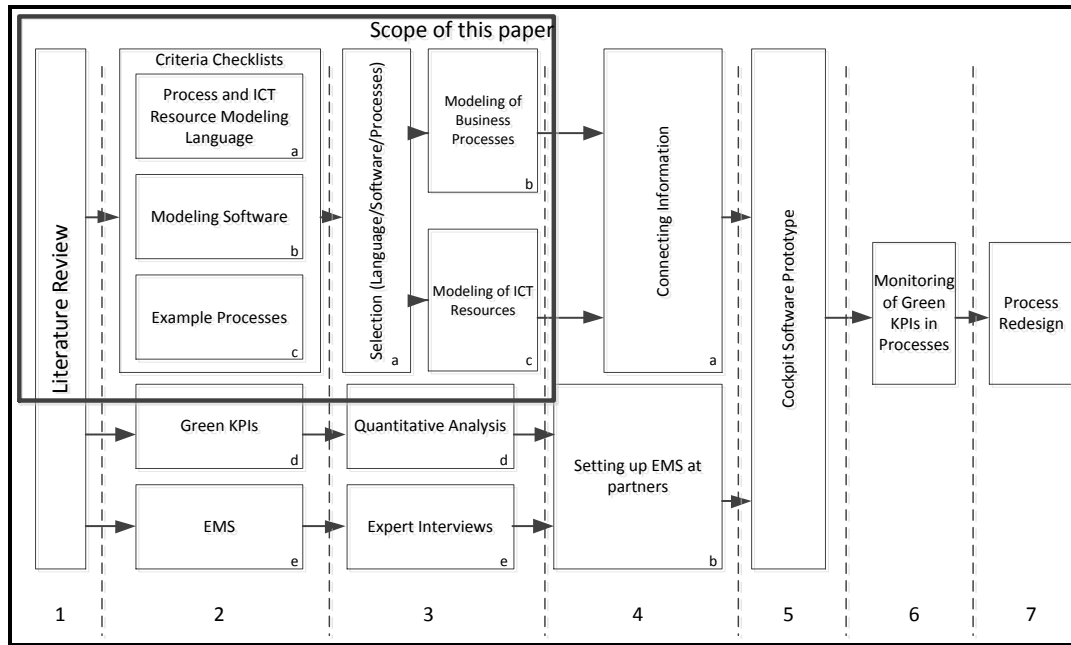 Scope of this paper
Literature Review
Criteria Checklists
Process and ICT
Resource Modeling
Language
a
Modeling Software
b
Example Processes
c
Green KPIs
d
EMS
e
Selection (Language/Software/Processes)
a
Modeling of
Business
Processes
b
Modeling of ICT
Resources
c
Quantitative Analysis
d
Expert Interviews
e
Connecting Information
a
Setting up EMS at
partners
b
Cockpit Software Prototype
Monitoring
of Green
KPIs in
Processes
Process
Redesign
1
2
3
4
5
6
7